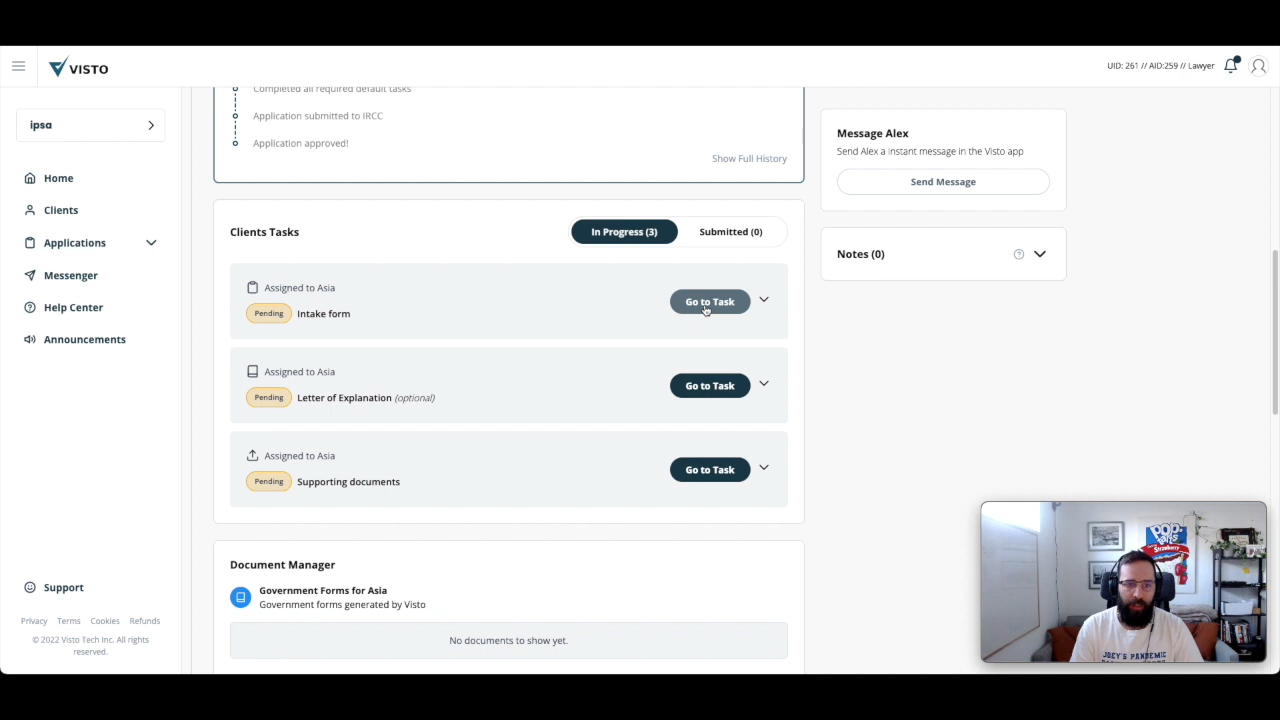 VISTO
UID: 261 // AID:259 // Lawyer
ipsa
Home
Clients
Applications
Messenger
Help Center
Announcements
Support
Privacy Terms Cookies Refunds
© 2022 Visto Tech Inc. All rights
reserved.
Completed all required default tasks
Application submitted to IRCC
Application approved!
Show Full History
Clients Tasks
In Progress (3)
Submitted (0)
Assigned to Asia
Pending Intake form
Go to Task
Assigned to Asia
Pending Letter of Explanation (optional)
Go to Task
Assigned to Asia
Pending Supporting documents
Go to Task
Document Manager
Government Forms for Asia
Government forms generated by Visto
No documents to show yet.
Message Alex
Send Alex a instant message in the Visto app
Send Message
Notes (0)
POP
Strawberry
JOEY'S PANDEMIC